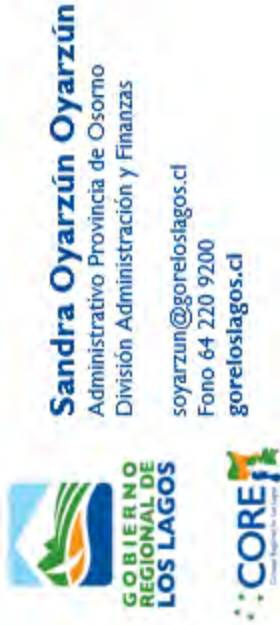 Sandra Oyarzún Oyarzún
Administrativo Provincia de Osorno
División Administración y Finanzas
soyarzun@goreloslagos.cl
Fono 64 220 9200
goreloslagos.cl
GOBIERNO
REGIONAL DE
LOS LAGOS
CORE